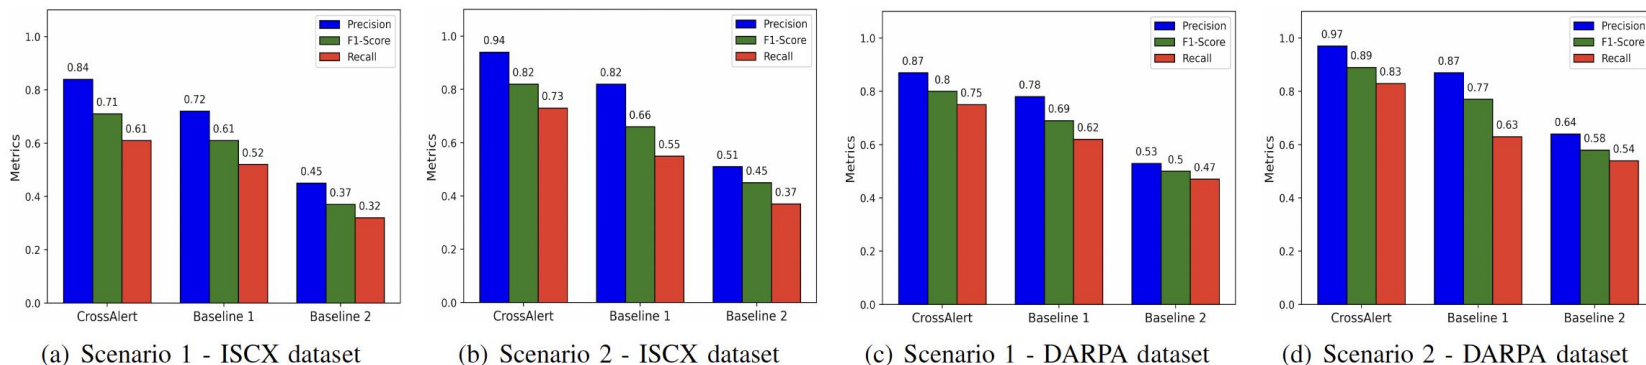 Precision
F1-Score
Recall
Metrics
1.0
0.8
0.6
0.4
0.2
0.0
0.84
0.71
0.61
0.72
0.61
0.52
0.45
0.37
0.32
CrossAlert
Baseline 1
Baseline 2
(a) Scenario 1 - ISCX dataset
Precision
F1-Score
Recall
Metrics
1.0
0.8
0.6
0.4
0.2
0.0
0.94
0.82
0.73
0.82
0.66
0.55
0.51
0.45
0.37
CrossAlert
Baseline 1
Baseline 2
(b) Scenario 2 - ISCX dataset
Precision
F1-Score
Recall
Metrics
1.0
0.8
0.6
0.4
0.2
0.0
0.87
0.8
0.75
0.78
0.69
0.62
0.53
0.5
0.47
CrossAlert
Baseline 1
Baseline 2
(c) Scenario 1 - DARPA dataset
Precision
F1-Score
Recall
Metrics
1.0
0.8
0.6
0.4
0.2
0.0
0.97
0.89
0.83
0.87
0.77
0.63
0.64
0.58
0.54
CrossAlert
Baseline 1
Baseline 2
(d) Scenario 2 - DARPA dataset